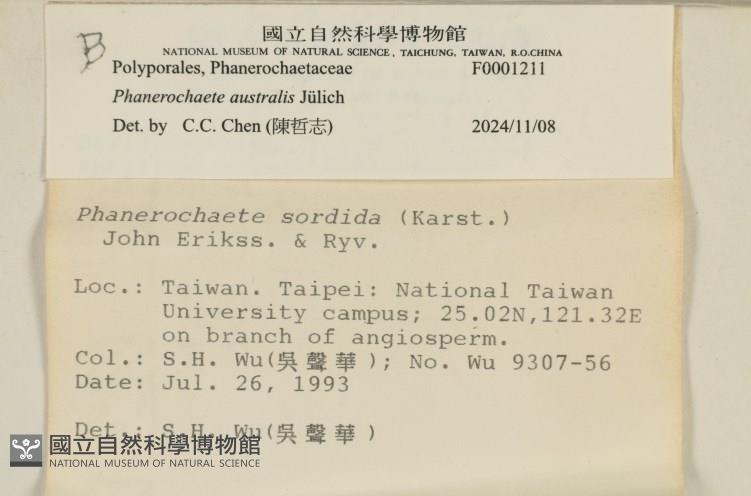 B
國立自然科學博物館
NATIONAL MUSEUM OF NATURAL SCIENCE, TAICHUNG, TAIWAN, R.O.CHINA
Polyporales, Phanerochaetaceae F0001211
Phanerochaete australis Jülich
Det. by C.C. Chen (陳哲志) 2024/11/08
Phanerochaete sordida (Karst.)
John Erikss. & Ryv.
Loc.: Taiwan. Taipei: National Taiwan
University campus; 25.02N,121.32E
on branch of angiosperm.
Col.: S.H. Wu(吳聲華); No. Wu 9307-56
Date: Jul. 26, 1993
Det.: S.H. Wu(吳聲華)
國立自然科學博物館
NATIONAL MUSEUM OF NATURAL SCIENCE